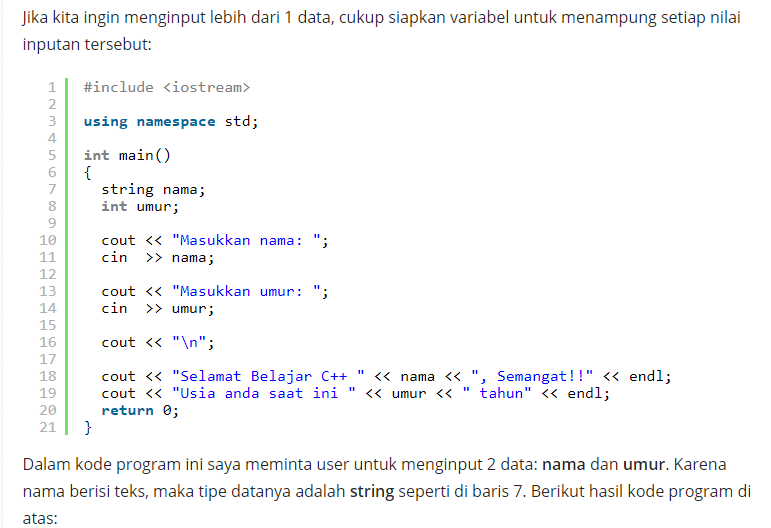 Jika kita ingin menginput lebih dari 1 data, cukup siapkan variabel untuk menampung setiap nilai
inputan tersebut:
1 #include <iostream>
2
3 using namespace std;
4
5 int main()
6 {
7   string nama;
8   int umur;
9
10   cout << "Masukkan nama: ";
11   cin  >> nama;
12
13   cout << "Masukkan umur: ";
14   cin  >> umur;
15
16   cout << "\n";
17
18   cout << "Selamat Belajar C++ " << nama << ", Semangat!!" << endl;
19   cout << "Usia anda saat ini " << umur << " tahun" << endl;
20   return 0;
21 }
Dalam kode program ini saya meminta user untuk menginput 2 data: nama dan umur. Karena
nama berisi teks, maka tipe datanya adalah string seperti di baris 7. Berikut hasil kode program di
atas: